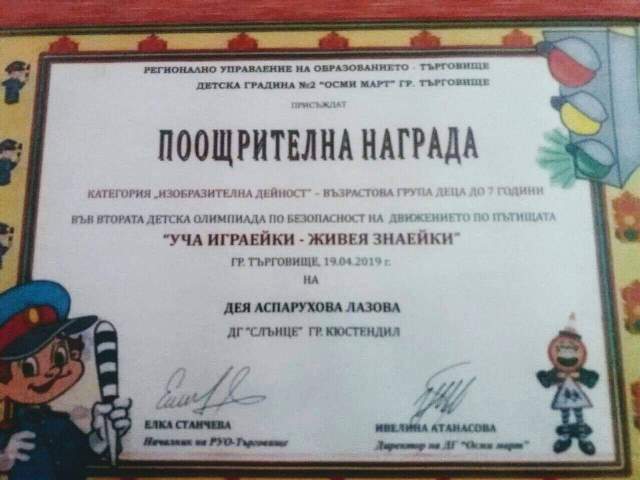 РЕГИОНАЛНО УПРАВЛЕНИЕ НА ОБРАЗОВАНИЕТО - ТЪРГОВИЩЕ
ДЕТСКА ГРАДИНА №2 "ОСМИ МАРТ" ГР. ТЪРГОВИЩЕ
ПРИСЪЖДАТ
ПООЩРИТЕЛНА НАГРАДА
КАТЕГОРИЯ „ИЗОБРАЗИТЕЛНА ДЕЙНОСТ" – ВЪЗРАСТОВА ГРУПА ДЕЦА ДО 7 ГОДИНИ
ВЪВ ВТОРАТА ДЕТСКА ОЛИМПИАДА ПО БЕЗОПАСНОСТ НА ДВИЖЕНИЕТО ПО ПЪТИЩАТА
"УЧА ИГРАЕЙКИ - ЖИВЕЯ ЗНАЕЙКИ"
ГР. ТЪРГОВИЩЕ, 19.04.2019 г.
НА
ДЕЯ АСПАРУХОВА ЛАЗОВА
ДГ "СЛЪНЦЕ" ГР. КЮСТЕНДИЛ
ЕЛКА СТАНЧЕВА
Началник на РУО-Търговище
ИВЕЛИНА АТАНАСОВА
Директор на ДГ "Осми март"